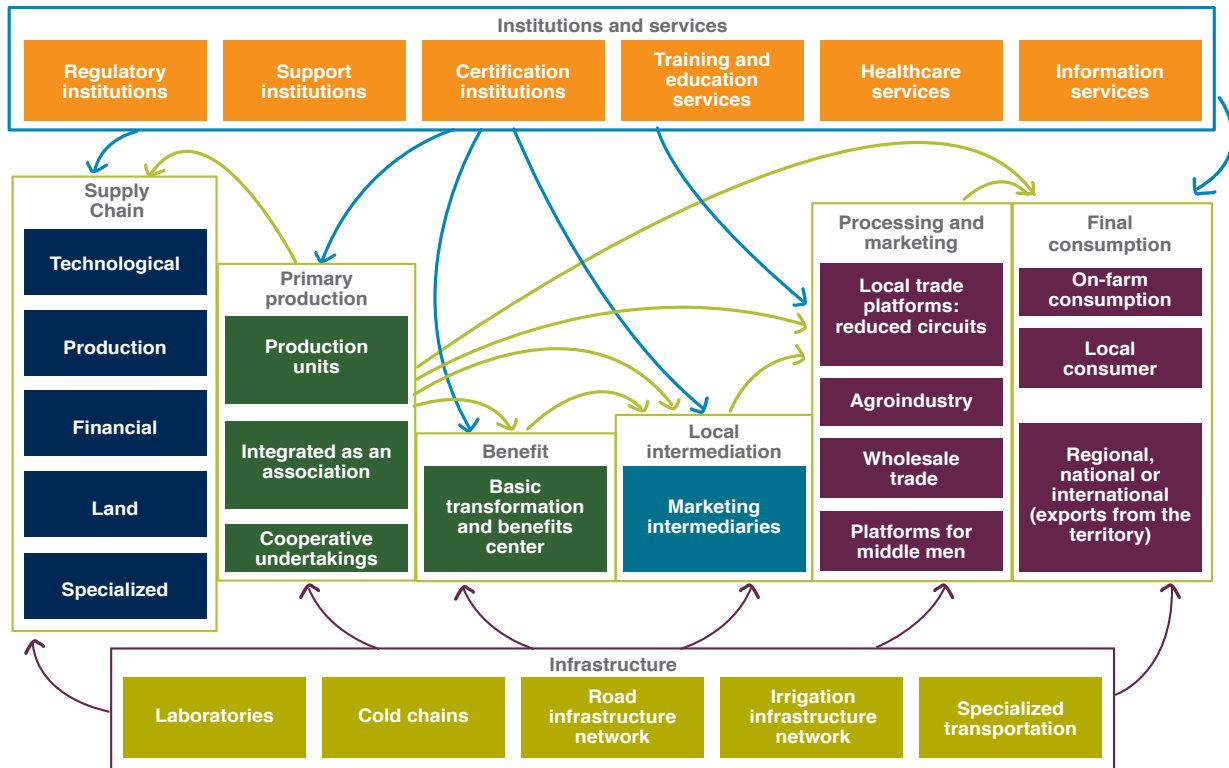 Institutions and services
Regulatory
institutions
Support
institutions
Certification
institutions
Training and
education
services
Healthcare
services
Information
services
Supply
Chain
Technological
Production
Financial
Land
Specialized
Primary
production
Production
units
Integrated as an
association
Cooperative
undertakings
Benefit
Basic
transformation
and benefits
center
Local
intermediation
Marketing
intermediaries
Processing and
marketing
Local trade
platforms:
reduced circuits
Agroindustry
Wholesale
trade
Platforms for
middle men
Final
consumption
On-farm
consumption
Local
consumer
Regional,
national or
international
(exports from the
territory)
Infrastructure
Laboratories
Cold chains
Road
infrastructure
network
Irrigation
infrastructure
network
Specialized
transportation